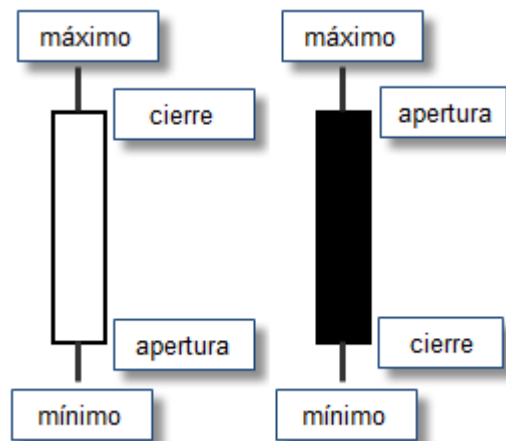 máximo
máximo
cierre
apertura
apertura
cierre
mínimo
mínimo